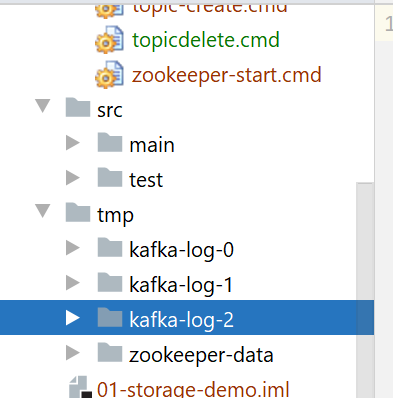 topic-create.cmd
topicdelete.cmd
zookeeper-start.cmd
src
main
test
tmp
kafka-log-0
kafka-log-1
kafka-log-2
zookeeper-data
01-storage-demo.iml
1